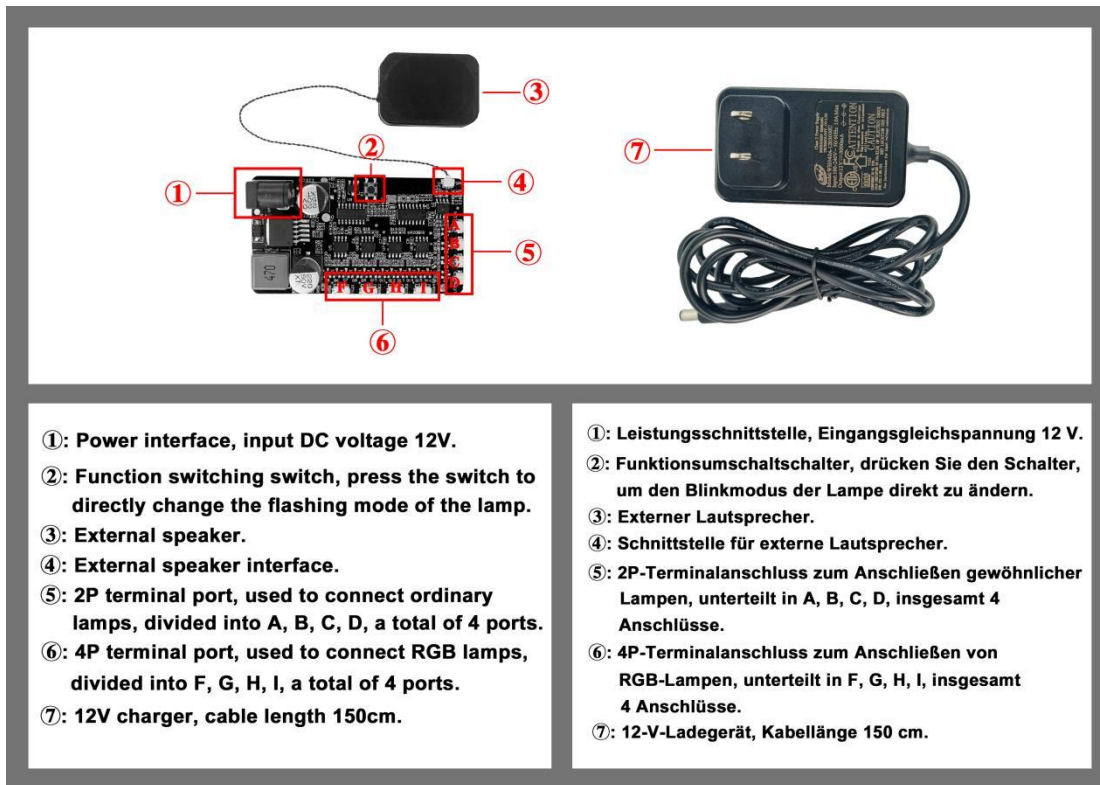 ③
②
①
④
⑦
A
B
C
D
⑤
470
F G H I
⑥
ATTENTION
CAUTION
①: Power interface, input DC voltage 12V.
②: Function switching switch, press the switch to
directly change the flashing mode of the lamp.
③: External speaker.
④: External speaker interface.
⑤: 2P terminal port, used to connect ordinary
lamps, divided into A, B, C, D, a total of 4 ports.
⑥: 4P terminal port, used to connect RGB lamps,
divided into F, G, H, I, a total of 4 ports.
⑦: 12V charger, cable length 150cm.
①: Leistungsschnittstelle, Eingangsgleichspannung 12 V.
②: Funktionsumschaltschalter, drücken Sie den Schalter,
um den Blinkmodus der Lampe direkt zu ändern.
③: Externer Lautsprecher.
④: Schnittstelle für externe Lautsprecher.
⑤: 2P-Terminalanschluss zum Anschließen gewöhnlicher
Lampen, unterteilt in A, B, C, D, insgesamt 4
Anschlüsse.
⑥: 4P-Terminalanschluss zum Anschließen von
RGB-Lampen, unterteilt in F, G, H, I, insgesamt
4 Anschlüsse.
⑦: 12-V-Ladegerät, Kabellänge 150 cm.